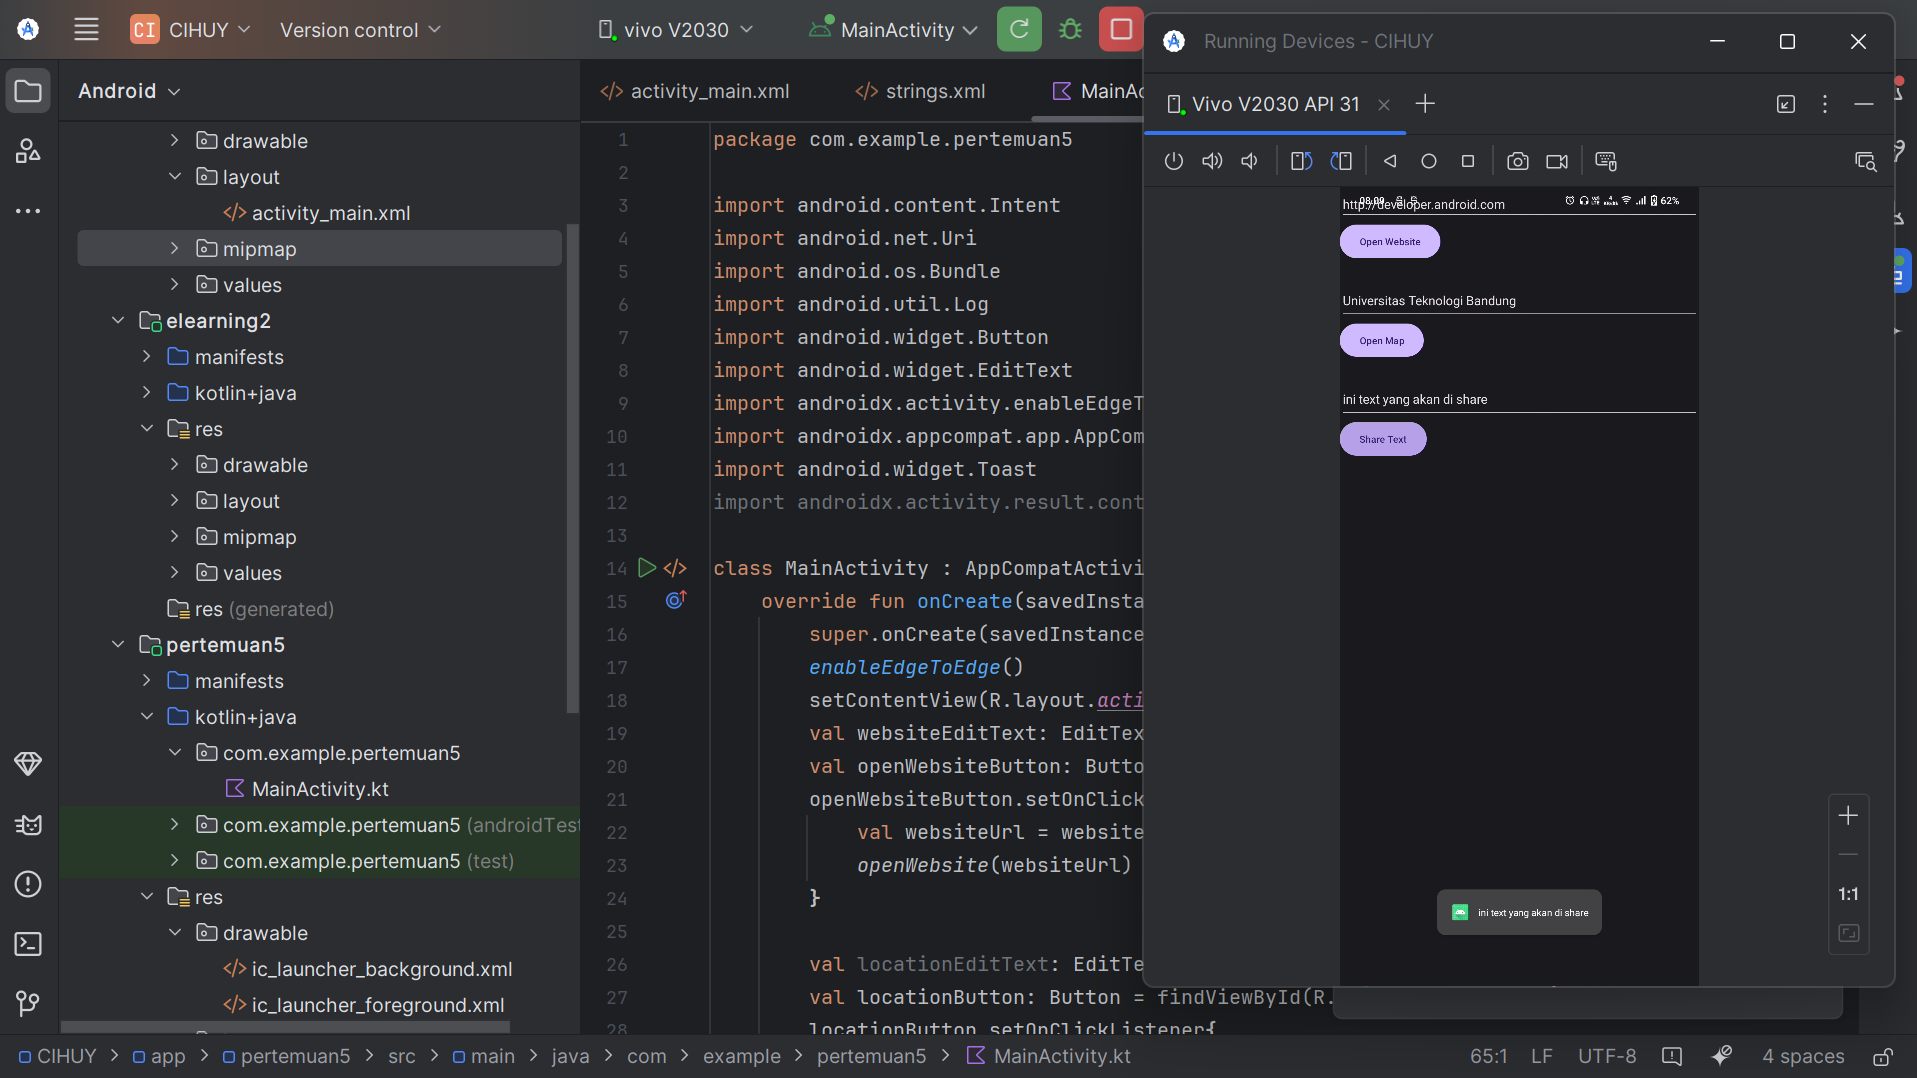 CI CIHUY
Version control
vivo V2030
MainActivity
Running Devices - CIHUY
Android
activity_main.xml
strings.xml
MainAc
Vivo V2030 API 31
drawable
layout
activity_main.xml
mipmap
values
elearning2
manifests
kotlin+java
res
drawable
layout
mipmap
values
res (generated)
pertemuan5
manifests
kotlin+java
com.example.pertemuan5
MainActivity.kt
com.example.pertemuan5 (androidTest
com.example.pertemuan5 (test)
res
drawable
ic_launcher_background.xml
ic_launcher_foreground.xml
1 package com.example.pertemuan5
2
3 import android.content.Intent
4 import android.net.Uri
5 import android.os.Bundle
6 import android.util.Log
7 import android.widget.Button
8 import android.widget.EditText
9 import androidx.activity.enableEdgeT
10 import androidx.appcompat.app.AppCom
11 import android.widget.Toast
12 import androidx.activity.result.cont
13
14 class MainActivity : AppCompatActivi
15 override fun onCreate(savedInsta
16 super.onCreate(savedInstance
17 enableEdgeToEdge()
18 setContentView(R.layout.acti
19 val websiteEditText: EditTex
20 val openWebsiteButton: Butto
21 openWebsiteButton.setOnClick
22 val websiteUrl = website
23 openWebsite(websiteUrl)
24 }
25
26 val locationEditText: EditTe
27 val locationButton: Button = findViewById(R.
28 locationButton.setOnClickListener{
08:09
62%
http://developer.android.com
Open Website
Universitas Teknologi Bandung
Open Map
ini text yang akan di share
Share Text
ini text yang akan di share
1:1
CIHUY > app > pertemuan5 > src > main > java > com > example > pertemuan5 > MainActivity.kt
65:1 LF UTF-8 4 spaces